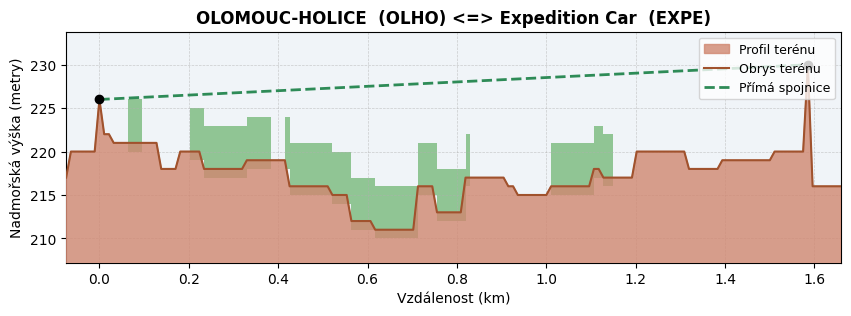 OLOMOUC-HOLICE  (OLHO) <=> Expedition Car  (EXPE)
Nadmořská výška (metry)
230
225
220
215
210
Profil terénu
Obrys terénu
Přímá spojnice
0.0 0.2 0.4 0.6 0.8 1.0 1.2 1.4 1.6
Vzdálenost (km)